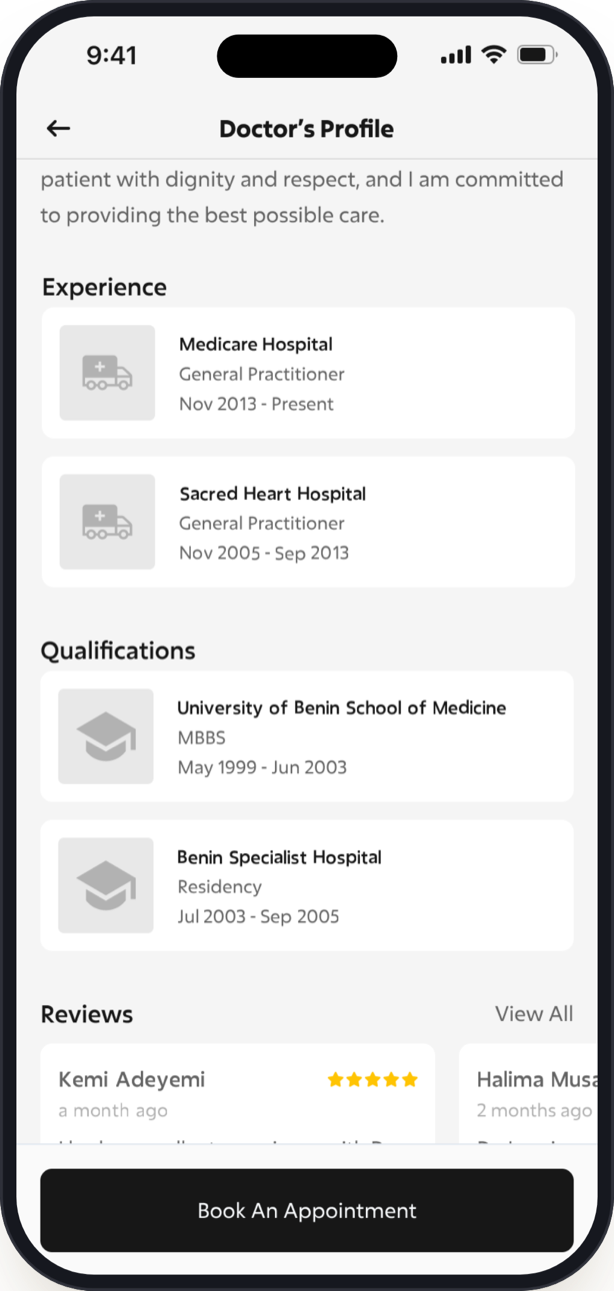 9:41
Doctor's Profile
patient with dignity and respect, and I am committed
to providing the best possible care.
Experience
Medicare Hospital
General Practitioner
Nov 2013 - Present
Sacred Heart Hospital
General Practitioner
Nov 2005 - Sep 2013
Qualifications
University of Benin School of Medicine
MBBS
May 1999 - Jun 2003
Benin Specialist Hospital
Residency
Jul 2003 - Sep 2005
Reviews View All
Kemi Adeyemi Halima Musa
a month ago 2 months ago
Book An Appointment